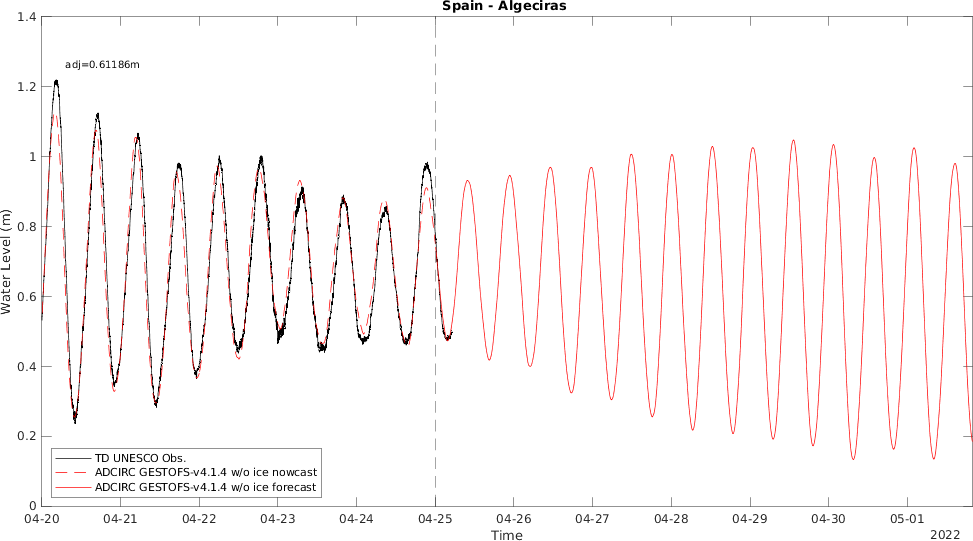 Spain - Algeciras
1.4
adj=0.61186m
1.2
1
0.8
Water Level (m)
0.6
0.4
0.2
0
TD UNESCO Obs.
ADCIRC GESTOFS-v4.1.4 w/o ice nowcast
ADCIRC GESTOFS-v4.1.4 w/o ice forecast
04-20 04-21 04-22 04-23 04-24 04-25 04-26 04-27 04-28 04-29 04-30 05-01
Time
2022